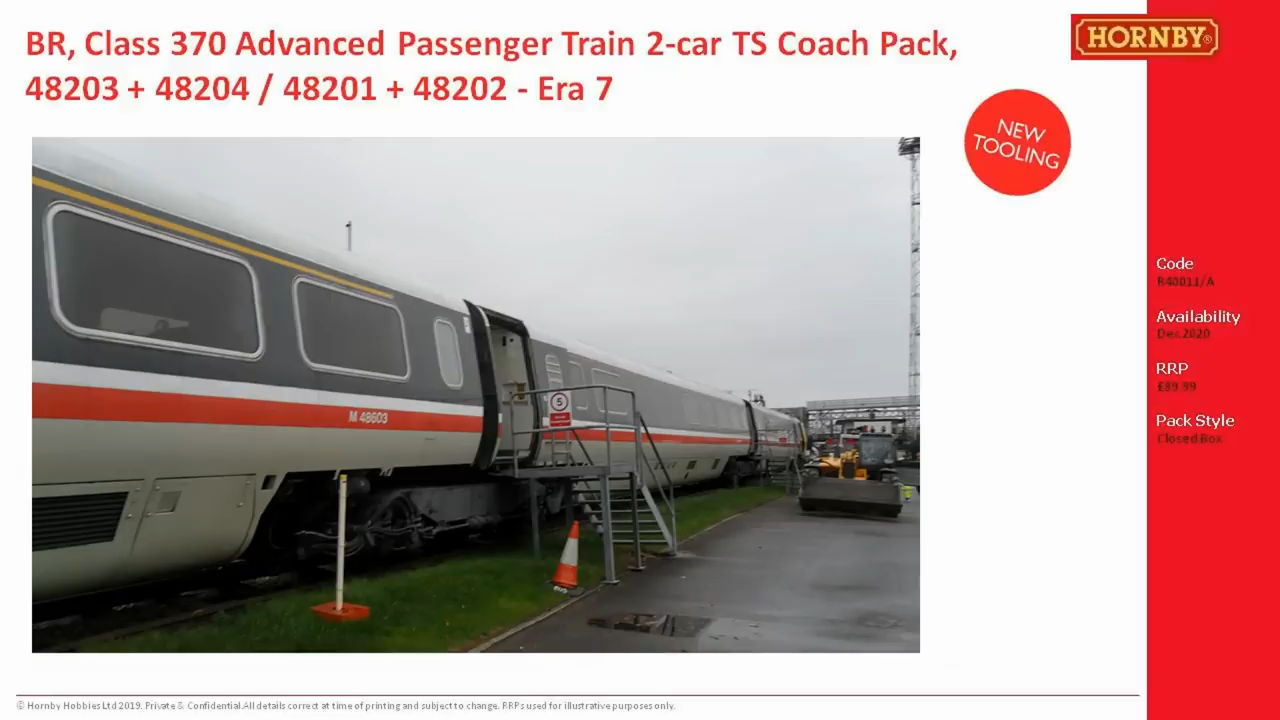 BR, Class 370 Advanced Passenger Train 2-car TS Coach Pack,
48203 + 48204 / 48201 + 48202 - Era 7
HORNBY®
NEW
TOOLING
M 48603
Code
R40011/A
Availability
Dec 2020
RRP
£89.99
Pack Style
Closed Box
© Hornby Hobbies Ltd 2019. Private & Confidential.All details correct at time of printing and subject to change. RRPs used for illustrative purposes only.